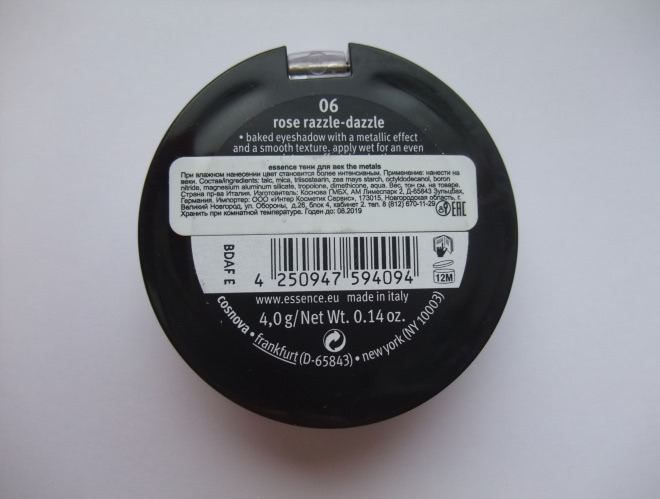 06
rose razzle-dazzle
• baked eyeshadow with a metallic effect
and a smooth texture. apply wet for an even
essence тени для век the metals
При влажном нанесении цвет становится более интенсивным. Применение: нанести на
веки. Состав/ingredients: talc, mica, triisostearin, zea mays starch, octyldodecanol, boron
nitride, magnesium aluminum silicate, tropolone, dimethicone, aqua. Вес, тон см. на товаре.
Страна пр-ва Италия. Изготовитель: Коснова ГМБХ, АМ Лимеспарк 2, Д-65843 Зульцбах,
Германия. Импортер: ООО «Интер Косметик Сервис», 173015, Новгородская область, г.
Великий Новгород, ул. Обороны, д.26, блок 4, кабинет 2. тел. 8 (812) 670-11-29 EAC
Хранить при комнатной температуре. Годен до: 08.2019
BDAF E
4 250947 594094
12M
www.essence.eu made in italy
4,0 g/Net Wt. 0.14 oz.
cosnova • frankfurt (D-65843) • new york (NY 10003)